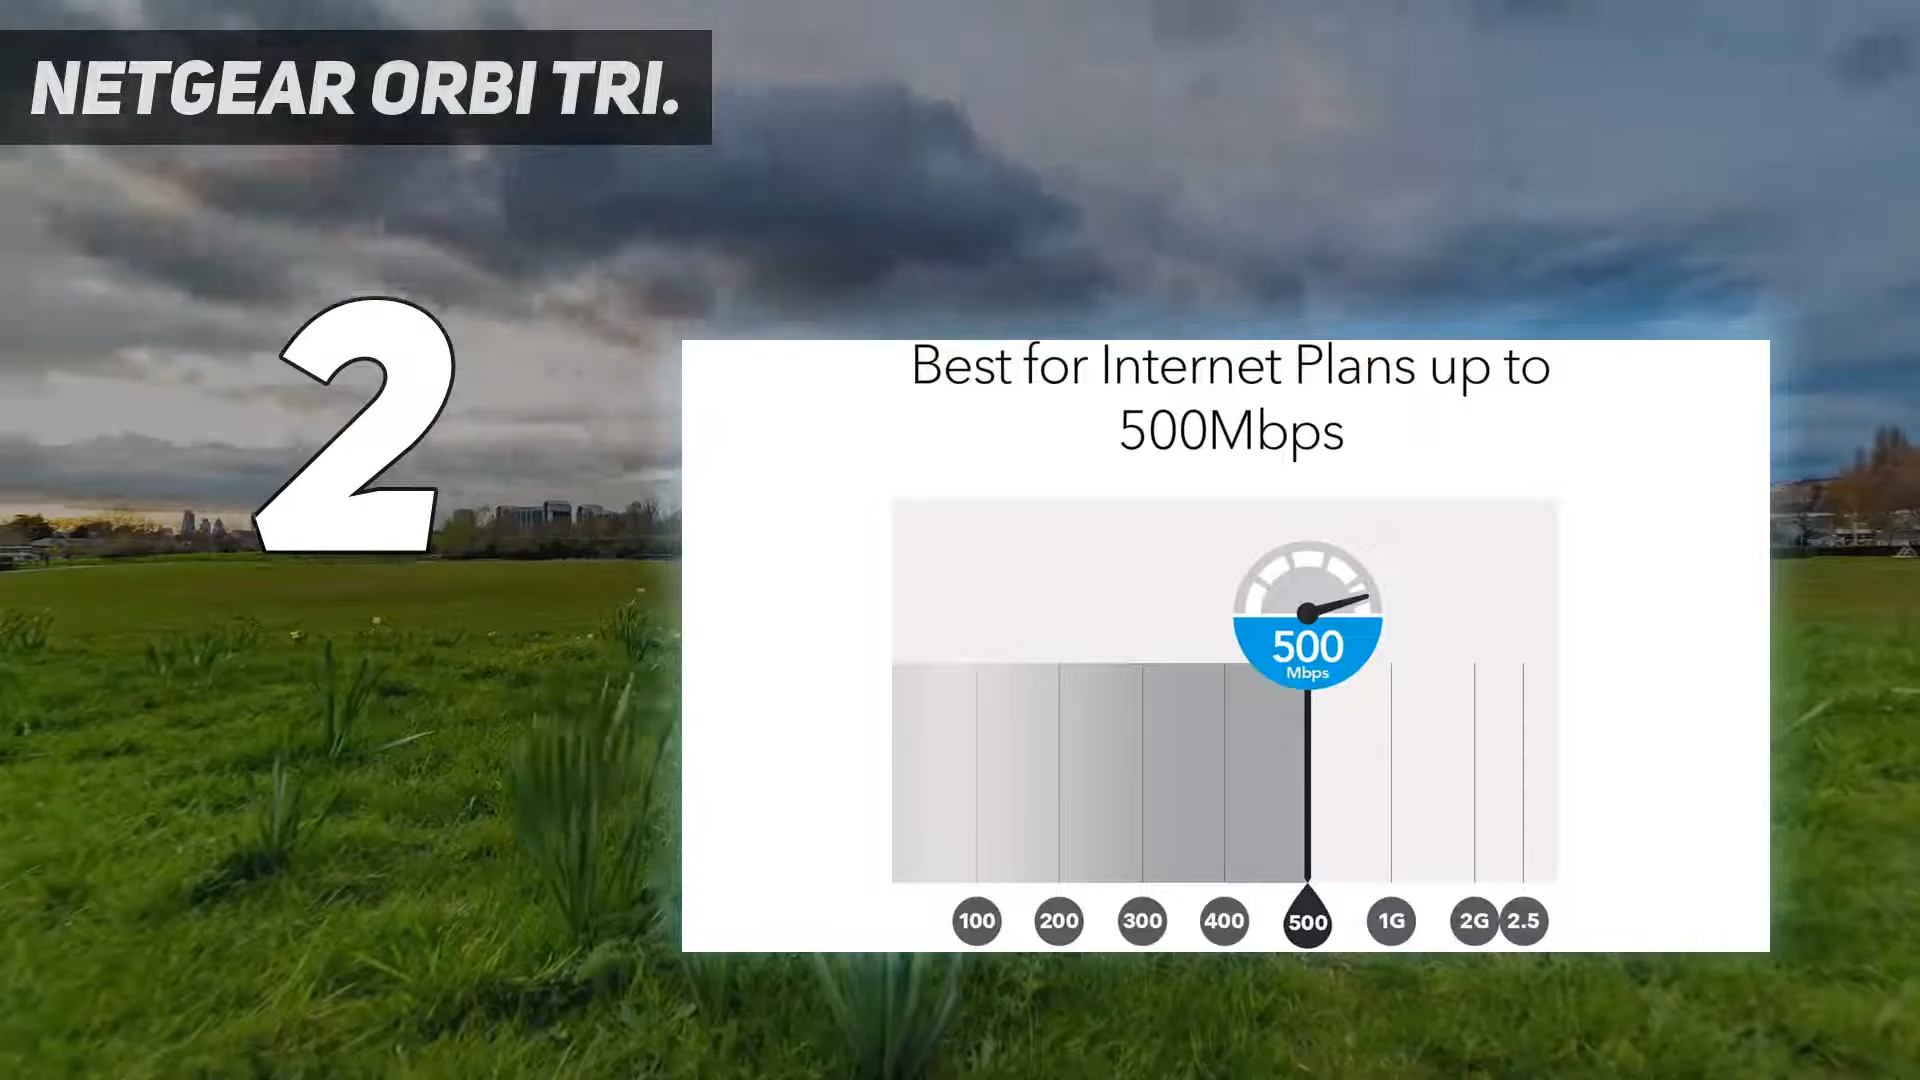 NETGEAR ORBI TRI.
2
Best for Internet Plans up to
500Mbps
500
Mbps
100 200 300 400 500 1G 2G 2.5